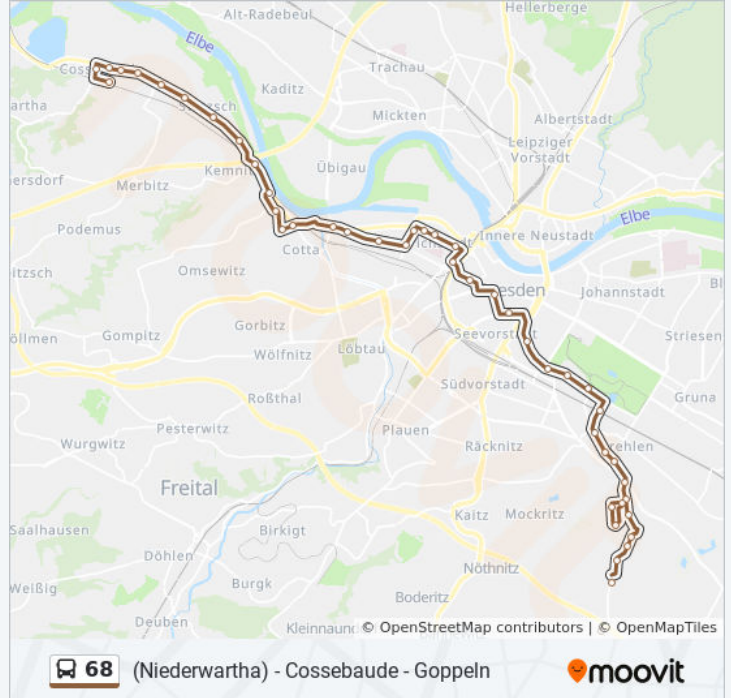 Hellerberge
Alt-Radebeul
Elbe
Trachau
Kaditz
Mickten
Albertstadt
Leipziger
Vorstadt
Übigau
Merbitz
Elbe
Innere Neustadt
Podemus
Cotta
Omsewitz
Johannstadt
Gorbitz
Gompitz
Löbtau
Wölfnitz
Striesen
Südvorstadt
Roßthal
Gruna
Plauen
Pesterwitz
Räcknitz
Wurgwitz
Freital
Kaitz
Mockritz
Saalhausen
Birkigt
Döhlen
Nöthnitz
Weißig
Burgk
Boderitz
Deuben
© OpenStreetMap contributors | © OpenMapTiles
68
(Niederwartha) - Cossebaude - Goppeln
moovit